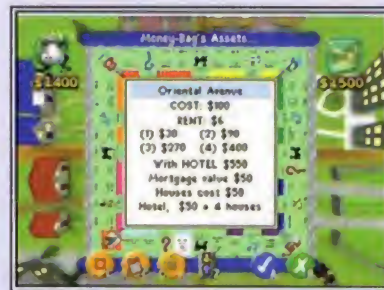 Money-Bag's Assets...
$1400
$1500
Oriental Avenue
COST: $100
RENT: $6
(1) $30 (2) $90
(3) $270 (4) $400
With HOTEL $550
Mortgage value $50
Houses cost $50
Hotel, $50 + 4 houses